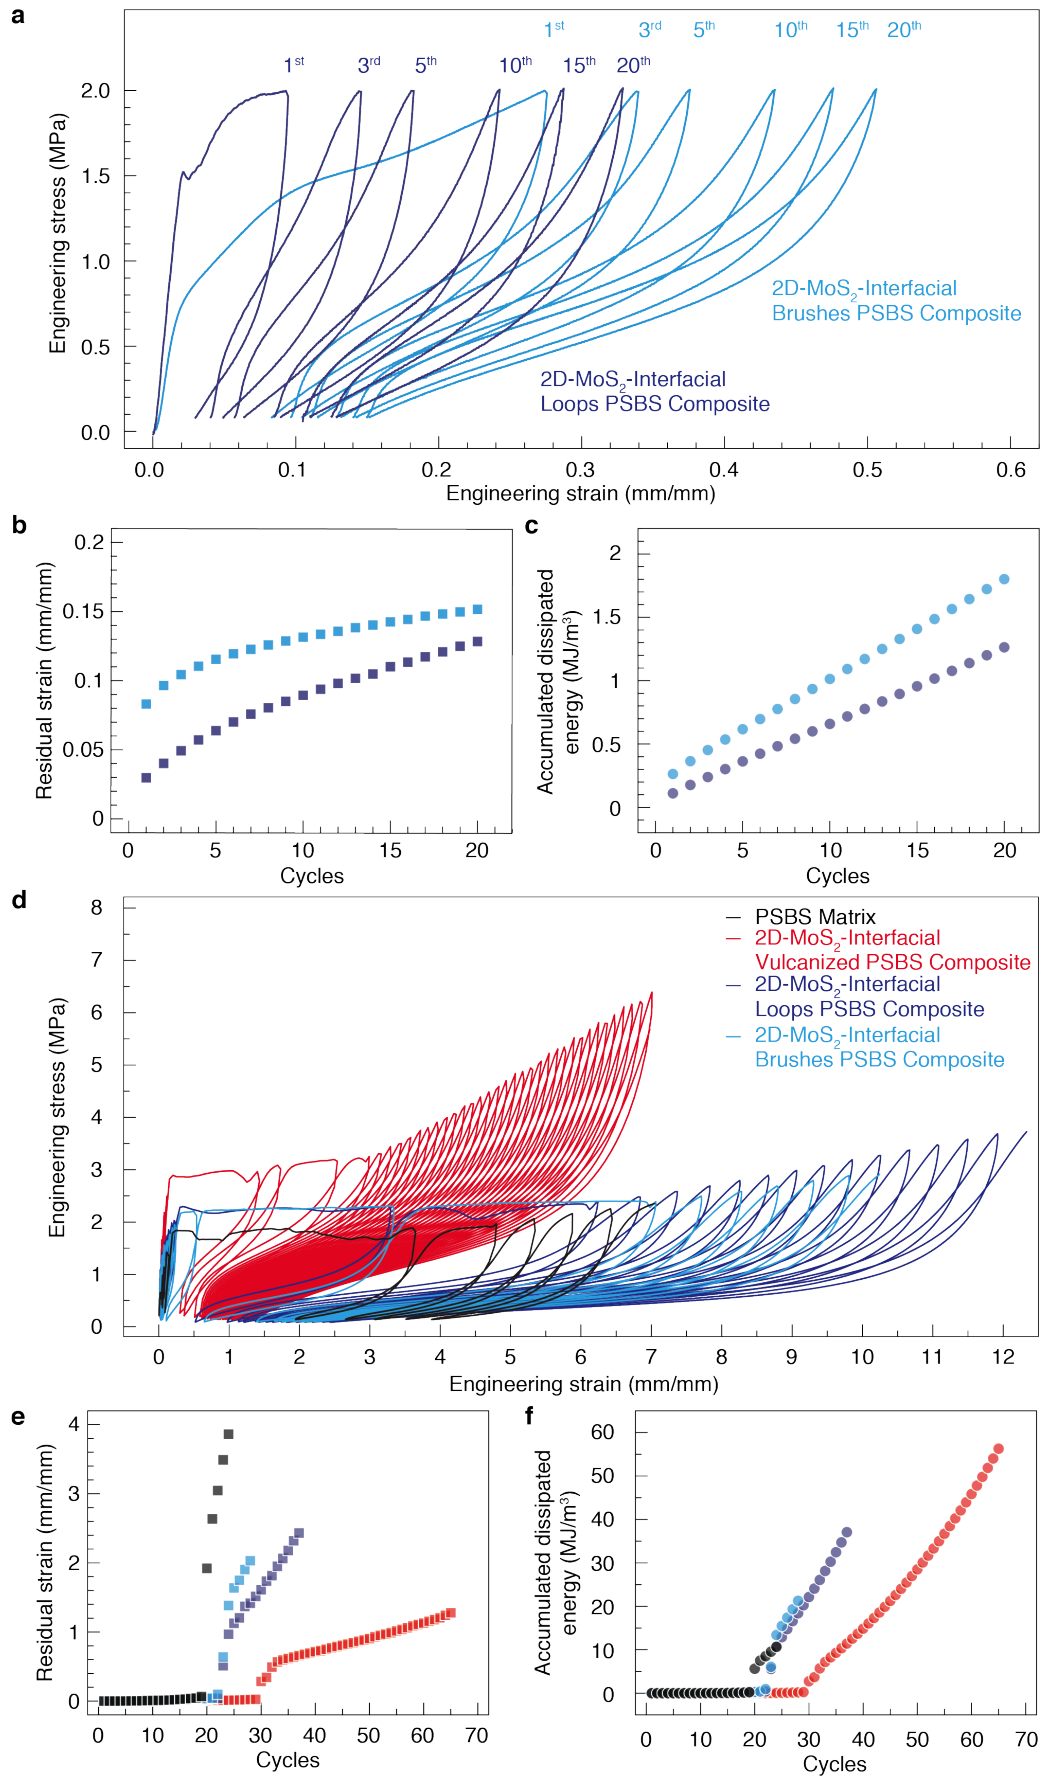 a
1st 3rd 5th 10th 15th 20th
1st 3rd 5th 10th 15th 20th
2.0
1.5
1.0
0.5
0.0
Engineering stress (MPa)
2D-MoS2-Interfacial
Brushes PSBS Composite
2D-MoS2-Interfacial
Loops PSBS Composite
0.0 0.1 0.2 0.3 0.4 0.5 0.6
Engineering strain (mm/mm)
b
0.2
0.15
0.1
0.05
0
Residual strain (mm/mm)
0 5 10 15 20
Cycles
c
2
1.5
1
0.5
0
Accumulated dissipated
energy (MJ/m3)
0 5 10 15 20
Cycles
d
8
7
6
5
4
3
2
1
0
Engineering stress (MPa)
PSBS Matrix
2D-MoS2-Interfacial
Vulcanized PSBS Composite
2D-MoS2-Interfacial
Loops PSBS Composite
2D-MoS2-Interfacial
Brushes PSBS Composite
0 1 2 3 4 5 6 7 8 9 10 11 12
Engineering strain (mm/mm)
e
4
3
2
1
0
Residual strain (mm/mm)
0 10 20 30 40 50 60 70
Cycles
f
60
50
40
30
20
10
0
Accumulated dissipated
energy (MJ/m3)
0 10 20 30 40 50 60 70
Cycles